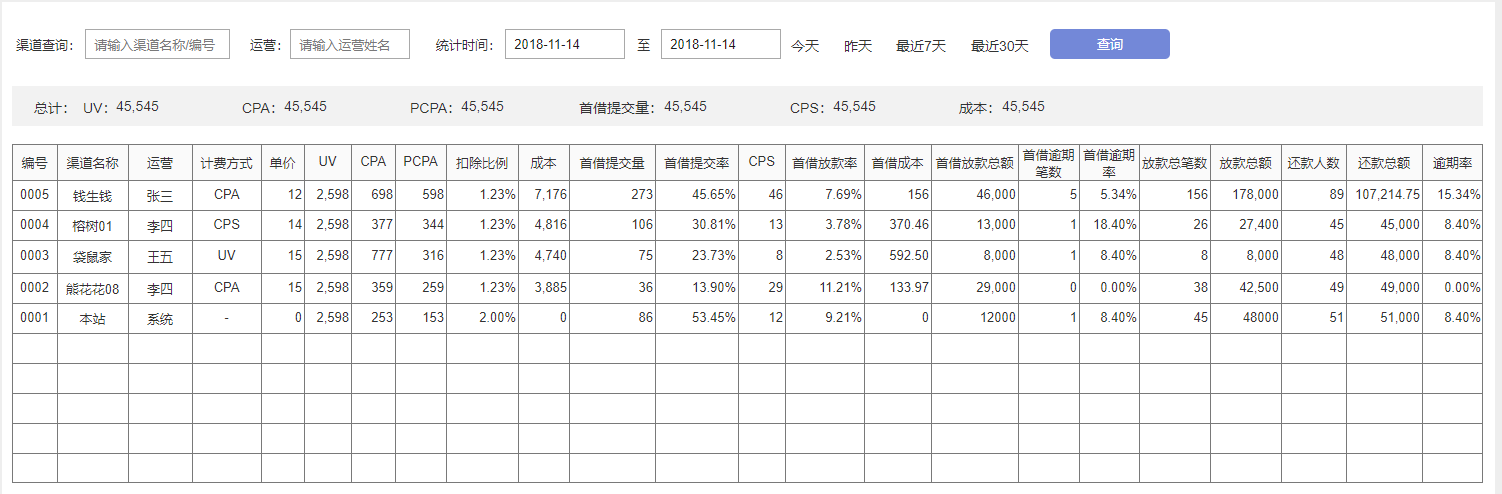 渠道查询： 请输入渠道名称/编号 运营： 请输入运营姓名 统计时间： 2018-11-14 至 2018-11-14 今天 昨天 最近7天 最近30天 查询
总计： UV：45,545 CPA：45,545 PCPA：45,545 首借提交量：45,545 CPS：45,545 成本：45,545
编号 渠道名称 运营 计费方式 单价 UV CPA PCPA 扣除比例 成本 首借提交量 首借提交率 CPS 首借放款率 首借成本 首借放款总额 首借逾期笔数 首借逾期率 放款总笔数 放款总额 还款人数 还款总额 逾期率
0005 钱生钱 张三 CPA 12 2,598 698 598 1.23% 7,176 273 45.65% 46 7.69% 156 46,000 5 5.34% 156 178,000 89 107,214.75 15.34%
0004 榕树01 李四 CPS 14 2,598 377 344 1.23% 4,816 106 30.81% 13 3.78% 370.46 13,000 1 18.40% 26 27,400 45 45,000 8.40%
0003 袋鼠家 王五 UV 15 2,598 777 316 1.23% 4,740 75 23.73% 8 2.53% 592.50 8,000 1 8.40% 8 8,000 48 48,000 8.40%
0002 熊花花08 李四 CPA 15 2,598 359 259 1.23% 3,885 36 13.90% 29 11.21% 133.97 29,000 0 0.00% 38 42,500 49 49,000 0.00%
0001 本站 系统 - 0 2,598 253 153 2.00% 0 86 53.45% 12 9.21% 0 12000 1 8.40% 45 48000 51 51,000 8.40%